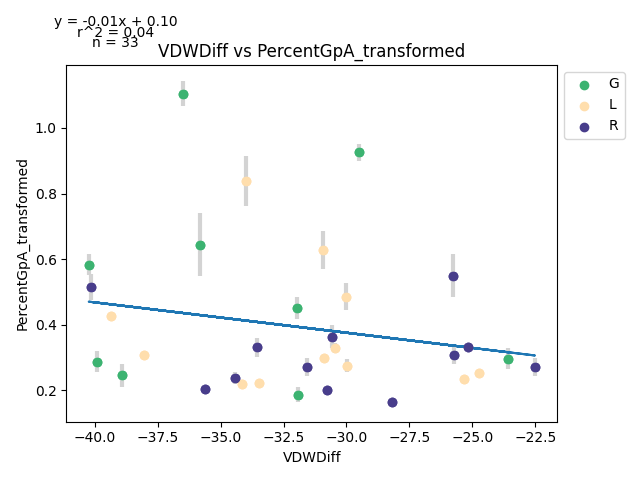 y = -0.01x + 0.10
r^2 = 0.04
n = 33
VDWDiff vs PercentGpA_transformed
G
L
R
PercentGpA_transformed
1.0
0.8
0.6
0.4
0.2
−40.0 −37.5 −35.0 −32.5 −30.0 −27.5 −25.0 −22.5
VDWDiff